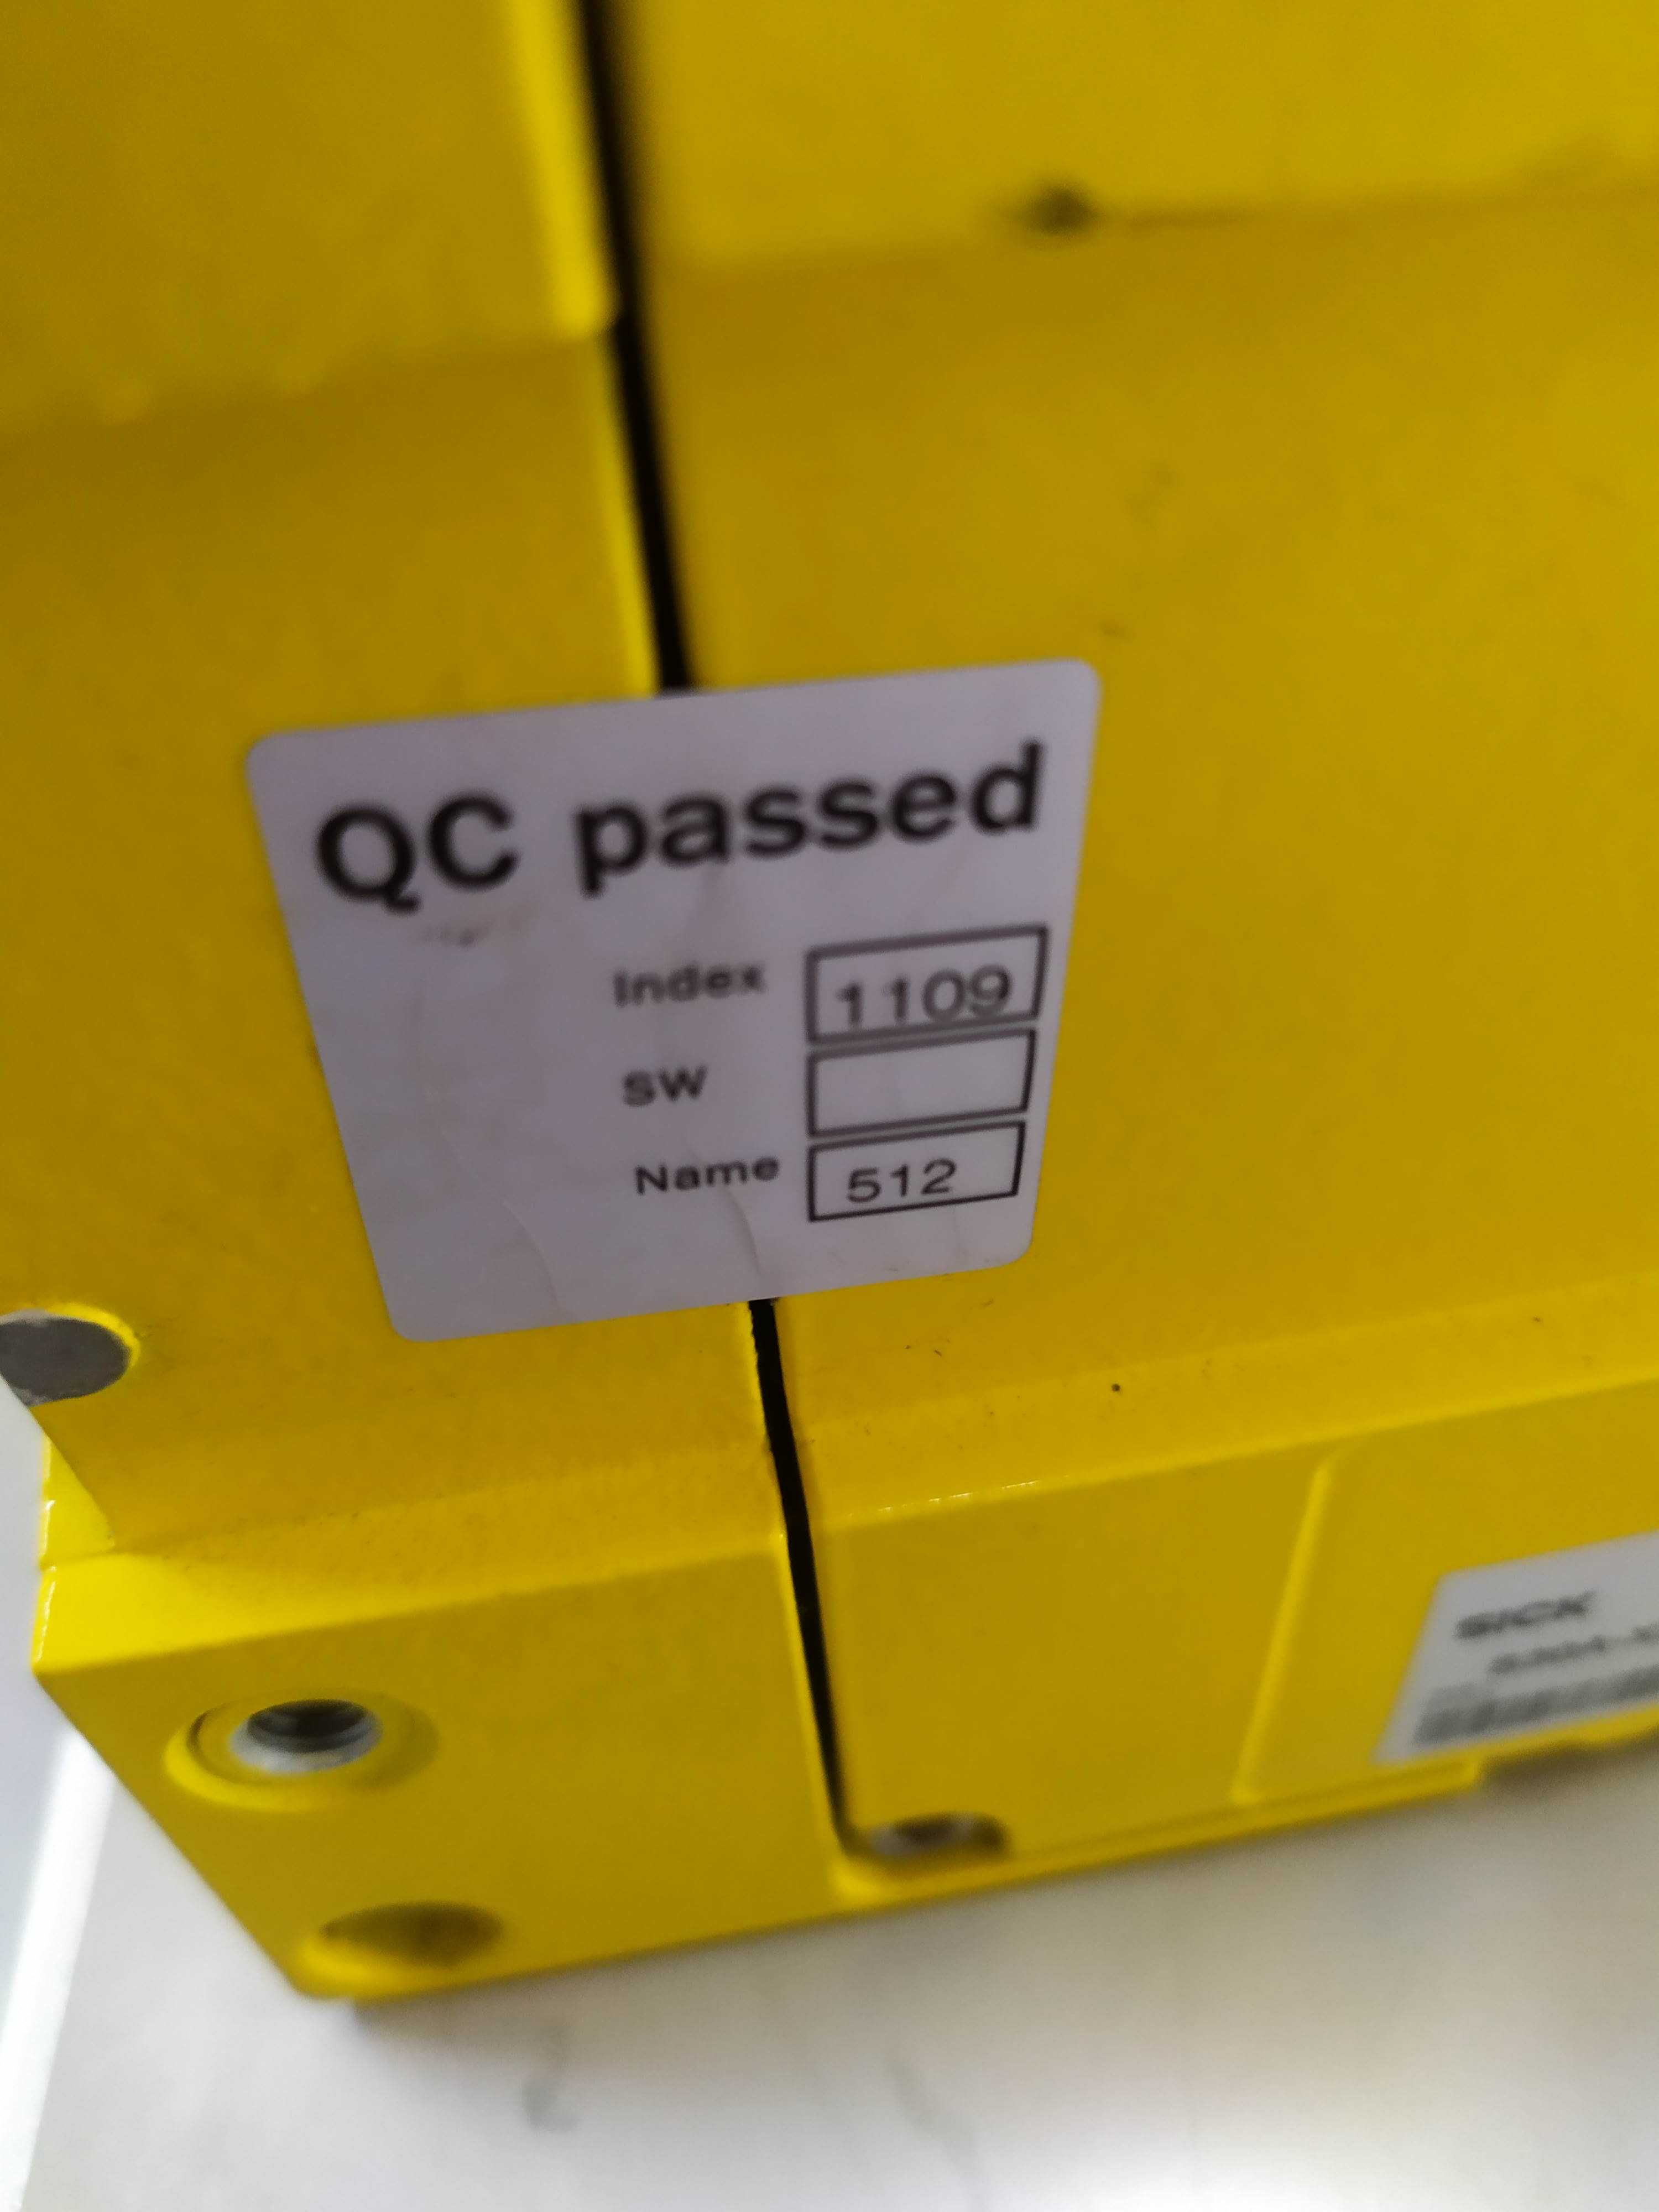 QC passed
Index 1109
SW
Name 512
SICK